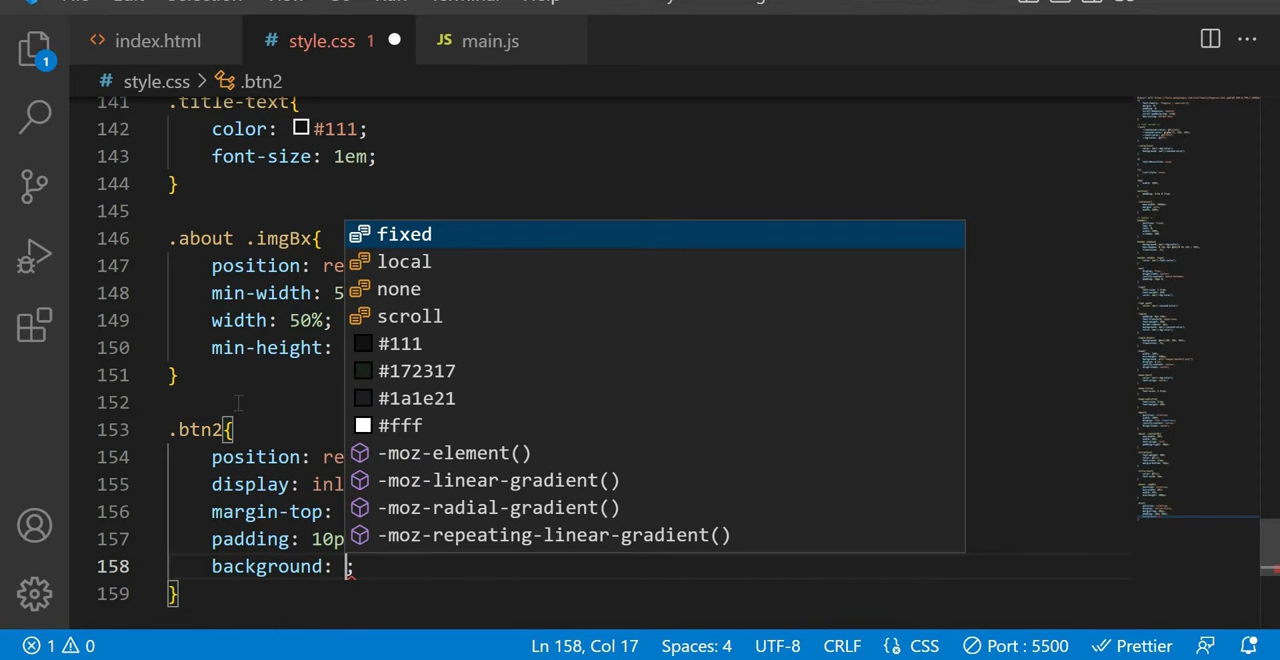 1
index.html
# style.css 1
JS main.js
# style.css > .btn2
141 .title-text{
142 color: #111;
143 font-size: 1em;
144 }
145
146 .about .imgBx{
147 position: re
148 min-width: 5
149 width: 50%;
150 min-height:
151 }
152
153 .btn2{
154 position: re
155 display: inl
156 margin-top:
157 padding: 10p
158 background: ;
159 }
fixed
local
none
scroll
#111
#172317
#1a1e21
#fff
-moz-element()
-moz-linear-gradient()
-moz-radial-gradient()
-moz-repeating-linear-gradient()
1 0 Ln 158, Col 17 Spaces: 4 UTF-8 CRLF {} CSS Port : 5500 Prettier